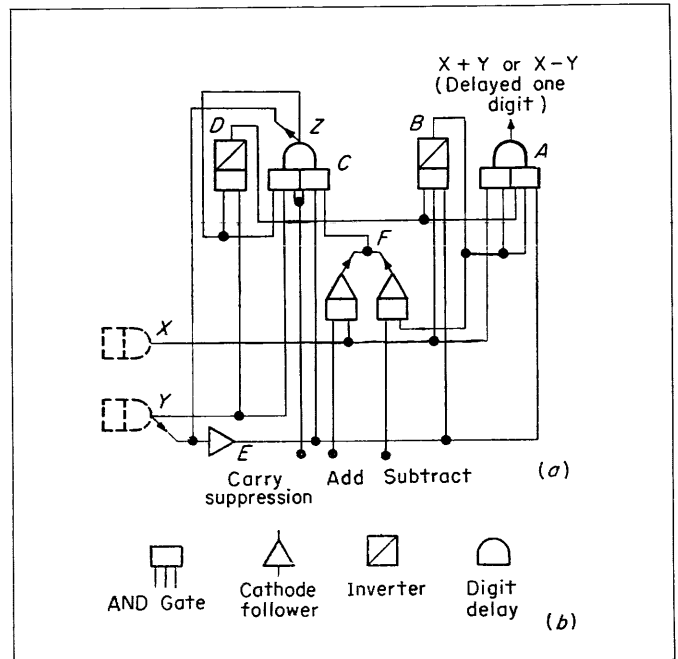 X + Y or X – Y
(Delayed one
digit)
Z
D
B
C
A
F
X
Y
E
Carry
suppression
Add
Subtract
(a)
AND Gate
Cathode
follower
Inverter
Digit
delay
(b)